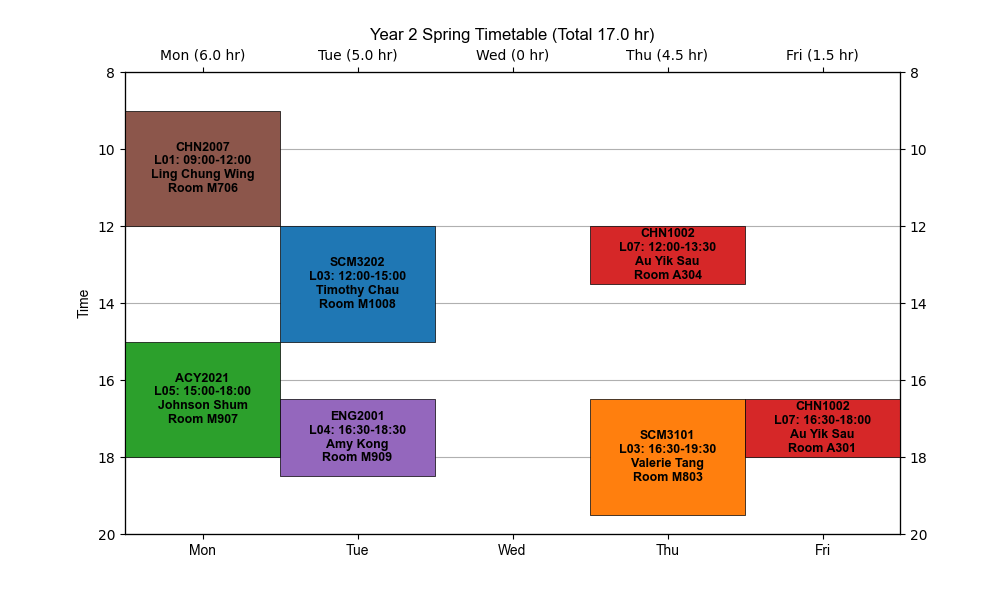 Year 2 Spring Timetable (Total 17.0 hr)
Mon (6.0 hr) Tue (5.0 hr) Wed (0 hr) Thu (4.5 hr) Fri (1.5 hr)
8 8
10 10
12 12
14 14
16 16
18 18
20 20
Time
CHN2007
L01: 09:00-12:00
Ling Chung Wing
Room M706
ACY2021
L05: 15:00-18:00
Johnson Shum
Room M907
SCM3202
L03: 12:00-15:00
Timothy Chau
Room M1008
ENG2001
L04: 16:30-18:30
Amy Kong
Room M909
CHN1002
L07: 12:00-13:30
Au Yik Sau
Room A304
SCM3101
L03: 16:30-19:30
Valerie Tang
Room M803
CHN1002
L07: 16:30-18:00
Au Yik Sau
Room A301
Mon Tue Wed Thu Fri